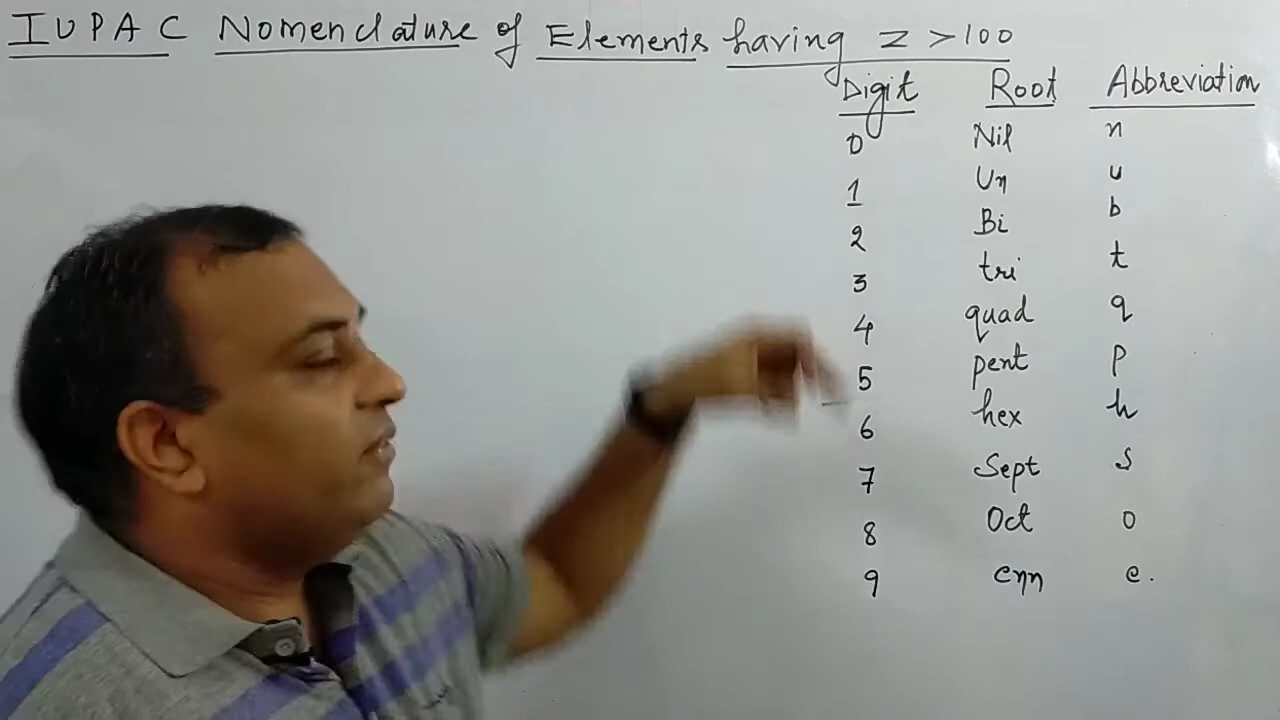 IUPAC Nomenclature of Elements having Z > 100
Digit Root Abbreviation
0 Nil n
1 Un u
2 Bi b
3 tri t
4 quad q
5 pent p
6 hex h
7 Sept s
8 Oct o
9 enn e.